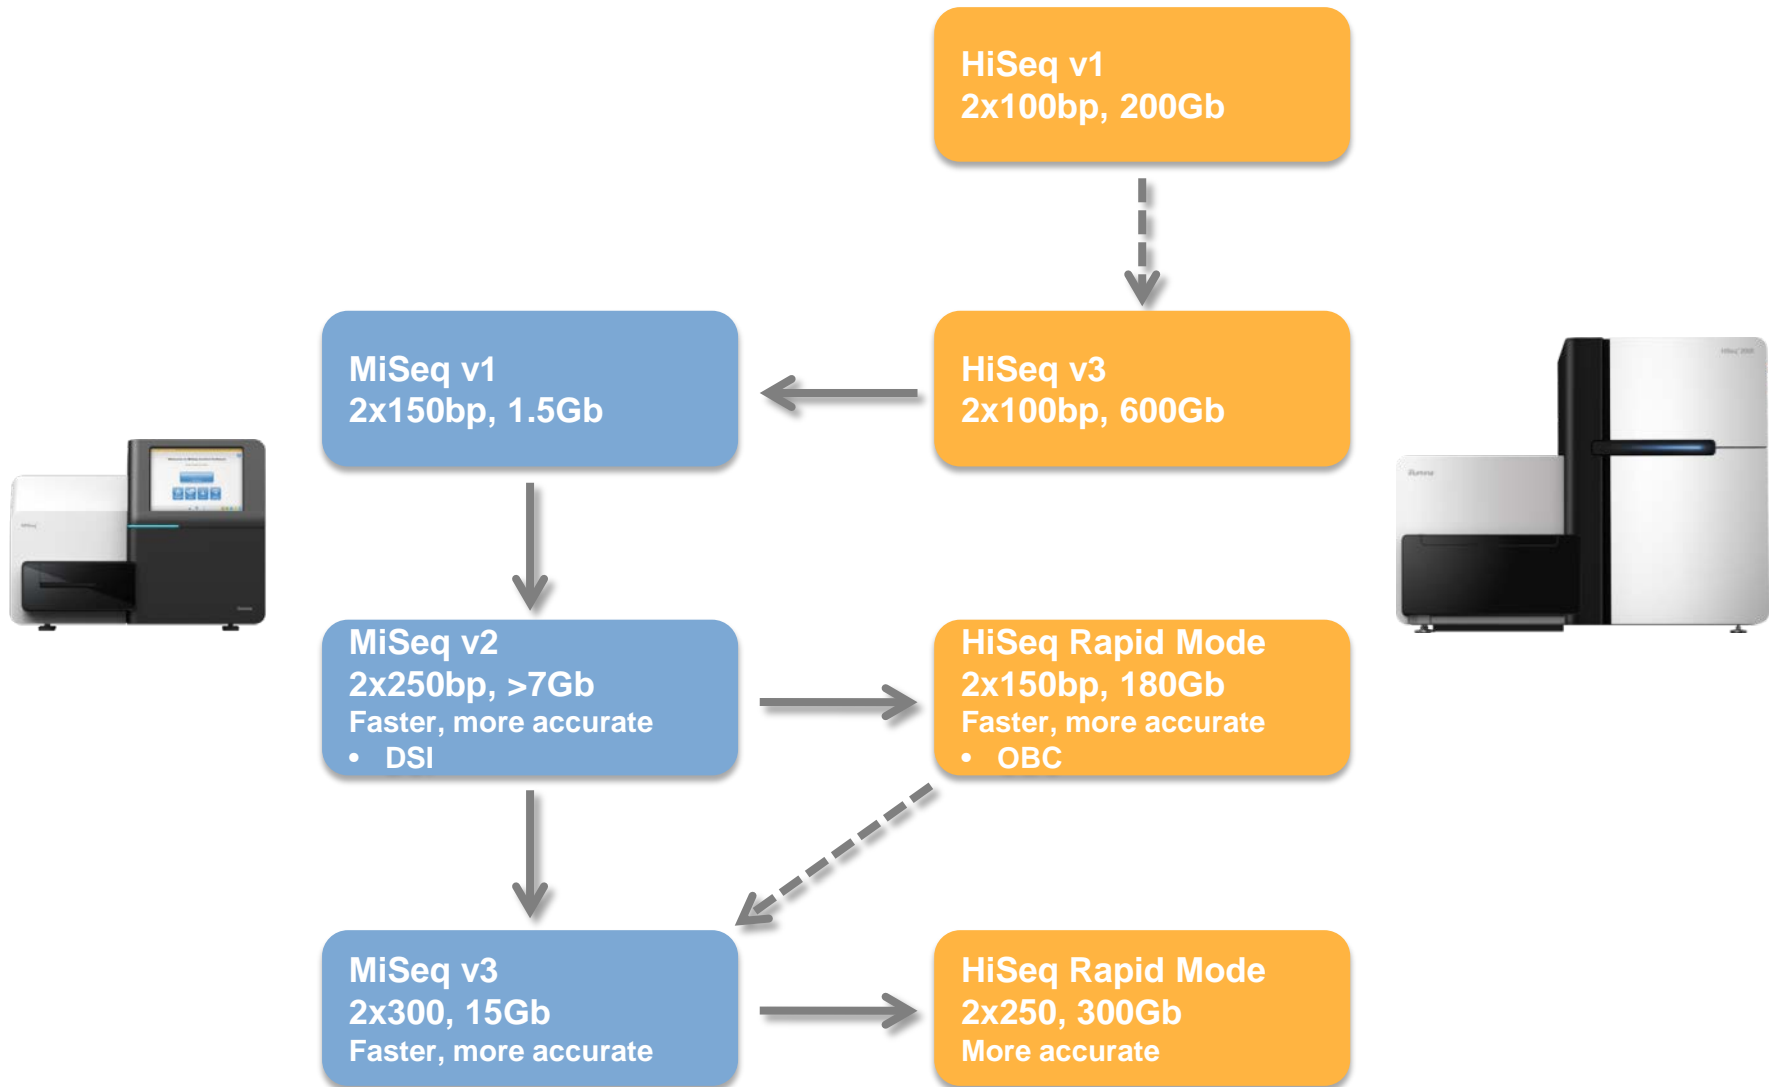 HiSeq v1
2x100bp, 200Gb
MiSeq v1
2x150bp, 1.5Gb
HiSeq v3
2x100bp, 600Gb
MiSeq v2
2x250bp, >7Gb
Faster, more accurate
• DSI
HiSeq Rapid Mode
2x150bp, 180Gb
Faster, more accurate
• OBC
MiSeq v3
2x300, 15Gb
Faster, more accurate
HiSeq Rapid Mode
2x250, 300Gb
More accurate